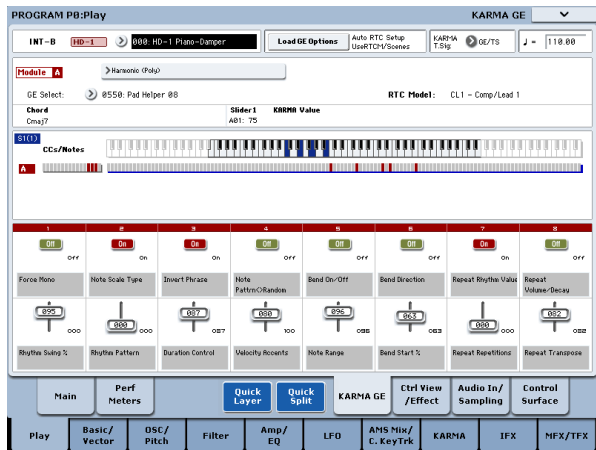 PROGRAM P0:Play KARMA GE
INT-B HD-1 000: HD-1 Piano-Damper Load GE Options Auto RTC Setup KARMA GE/TS ♩= 110.00
UseRTCM/Scenes T.Sig:
Module A Harmonic (Poly)
GE Select: 0550: Pad Helper 08 RTC Model: CL1 - Comp/Lead 1
Chord Slider1 KARMA Value
Cmaj7 A01: 75
S1(1)
CCs/Notes
A
1 2 3 4 5 6 7 8
Off On On Off Off Off On Off
Off On On Off Off Off On Off
Force Mono Note Scale Type Invert Phrase Note Bend On/Off Bend Direction Repeat Rhythm Value Repeat
Pattrn<>Random Volume/Decay
095 000 087 080 096 063 000 082
000 000 087 100 096 063 000 082
Rhythm Swing % Rhythm Pattern Duration Control Velocity Accents Note Range Bend Start % Repeat Repetitions Repeat Transpose
Main Perf Quick Quick KARMA GE Ctrl View Audio In/ Control
Meters Layer Split /Effect Sampling Surface
Play Basic/ OSC/ Filter Amp/ LFO AMS Mix/ KARMA IFX MFX/TFX
Vector Pitch EQ C.KeyTrk